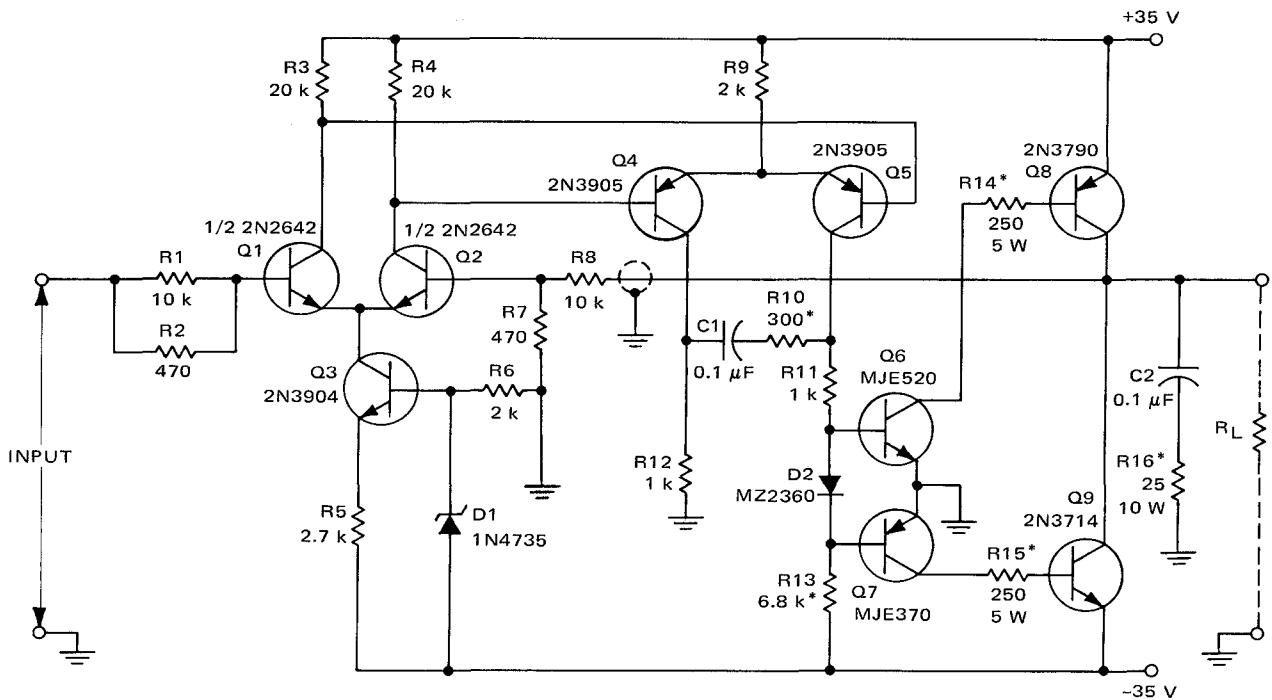 +35 V
R3
20 k
R4
20 k
R9
2 k
Q4
2N3905
2N3905
Q5
2N3790
Q8
R14*
250
5 W
1/2 2N2642
Q1
1/2 2N2642
Q2
R1
10 k
R2
470
R8
10 k
R7
470
R10
300*
C1
0.1 μF
Q3
2N3904
R6
2 k
R11
1 k
Q6
MJE520
C2
0.1 μF
RL
INPUT
R12
1 k
D2
MZ2360
R16*
25
10 W
R5
2.7 k
D1
1N4735
Q9
2N3714
R15*
250
5 W
R13
6.8 k*
Q7
MJE370
-35 V